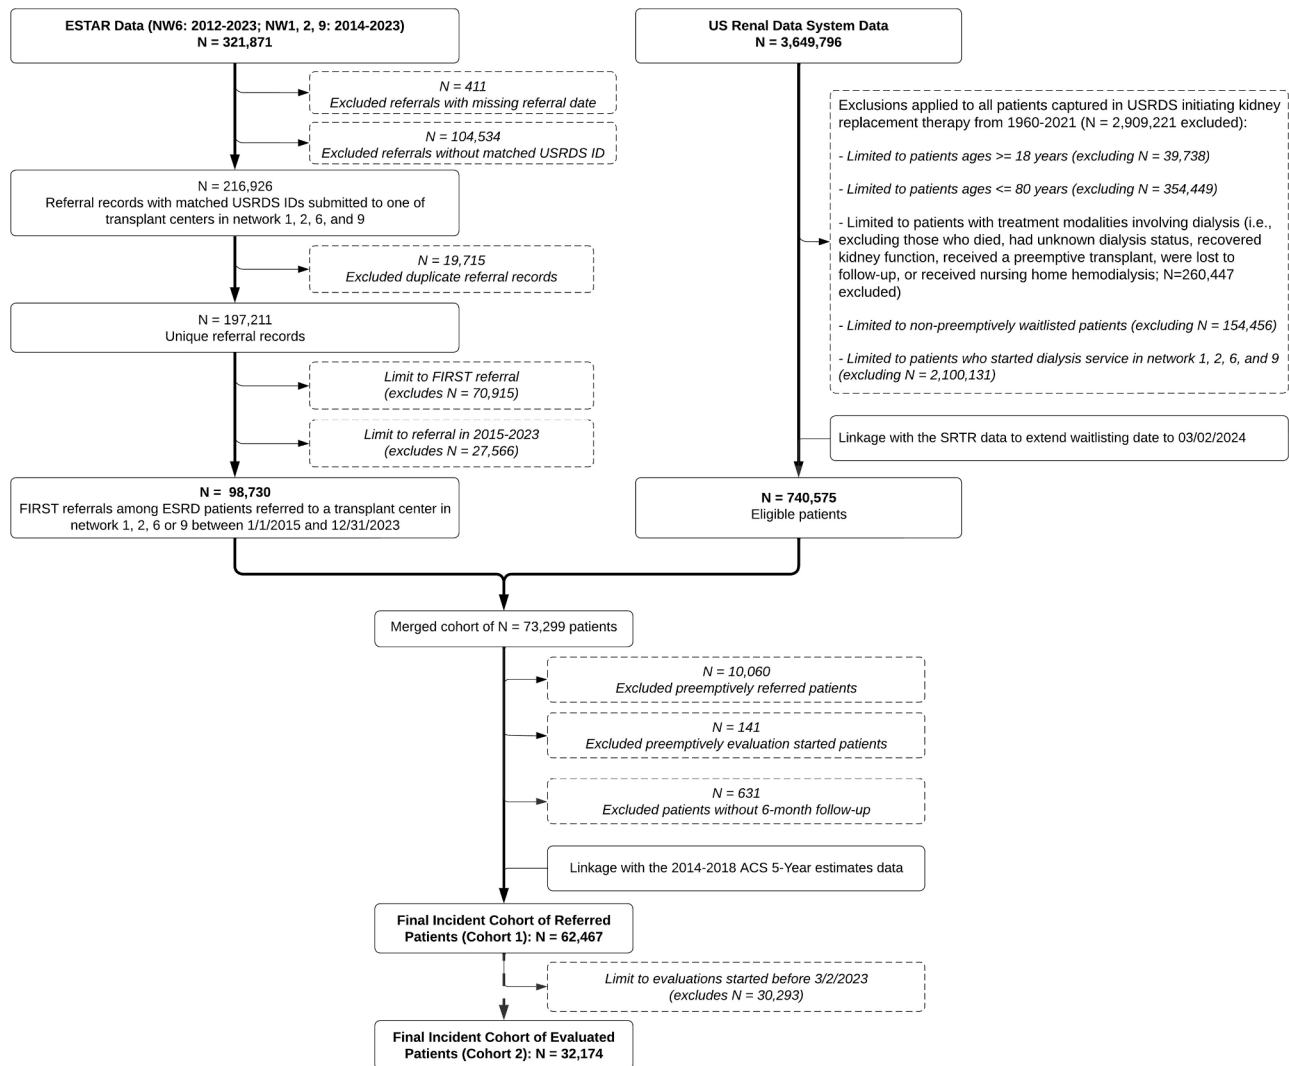 ESTAR Data (NW6: 2012-2023; NW1, 2, 9: 2014-2023)
N = 321,871
N = 411
Excluded referrals with missing referral date
N = 104,534
Excluded referrals without matched USRDS ID
N = 216,926
Referral records with matched USRDS IDs submitted to one of
transplant centers in network 1, 2, 6, and 9
N = 19,715
Excluded duplicate referral records
N = 197,211
Unique referral records
Limit to FIRST referral
(excludes N = 70,915)
Limit to referral in 2015-2023
(excludes N = 27,566)
N = 98,730
FIRST referrals among ESRD patients referred to a transplant center in
network 1, 2, 6 or 9 between 1/1/2015 and 12/31/2023
US Renal Data System Data
N = 3,649,796
Exclusions applied to all patients captured in USRDS initiating kidney
replacement therapy from 1960-2021 (N = 2,909,221 excluded):
- Limited to patients ages >= 18 years (excluding N = 39,738)
- Limited to patients ages <= 80 years (excluding N = 354,449)
- Limited to patients with treatment modalities involving dialysis (i.e.,
excluding those who died, had unknown dialysis status, recovered
kidney function, received a preemptive transplant, were lost to
follow-up, or received nursing home hemodialysis; N=260,447
excluded)
- Limited to non-preemptively waitlisted patients (excluding N = 154,456)
- Limited to patients who started dialysis service in network 1, 2, 6, and 9
(excluding N = 2,100,131)
Linkage with the SRTR data to extend waitlisting date to 03/02/2024
N = 740,575
Eligible patients
Merged cohort of N = 73,299 patients
N = 10,060
Excluded preemptively referred patients
N = 141
Excluded preemptively evaluation started patients
N = 631
Excluded patients without 6-month follow-up
Linkage with the 2014-2018 ACS 5-Year estimates data
Final Incident Cohort of Referred
Patients (Cohort 1): N = 62,467
Limit to evaluations started before 3/2/2023
(excludes N = 30,293)
Final Incident Cohort of Evaluated
Patients (Cohort 2): N = 32,174